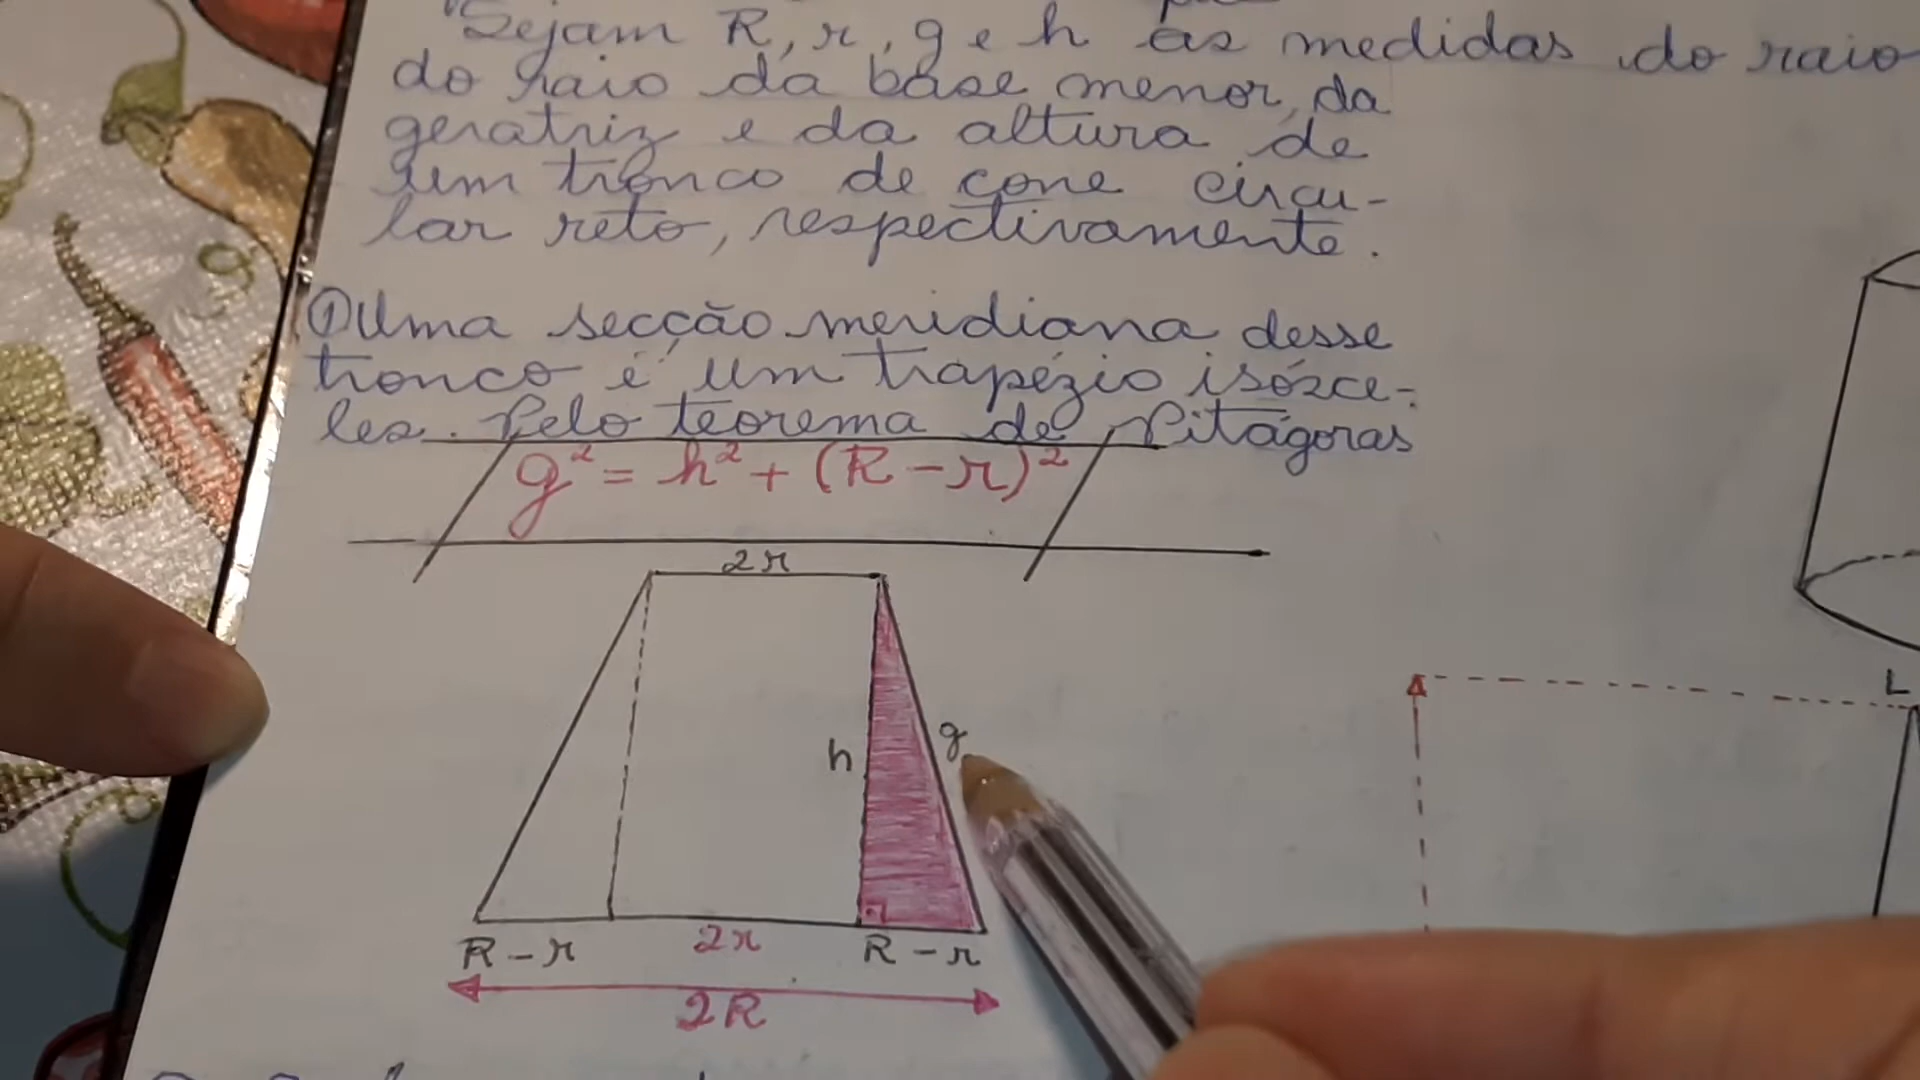 Sejam R, r, g e h as medidas do raio
do raio da base menor, da
geratriz e da altura de
um tronco de cone circu-
lar reto, respectivamente.
① Uma secção meridiana desse
tronco é um trapézio isósce-
les. Pelo teorema de Pitágoras
g² = h² + (R - r)²
2r
L
h
g
R - r
2r
R - r
2R